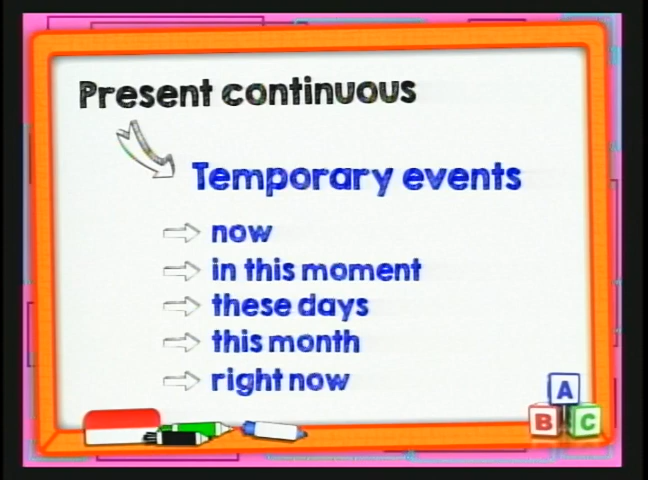 Present continuous
Temporary events
now
in this moment
these days
this month
right now
A
B C